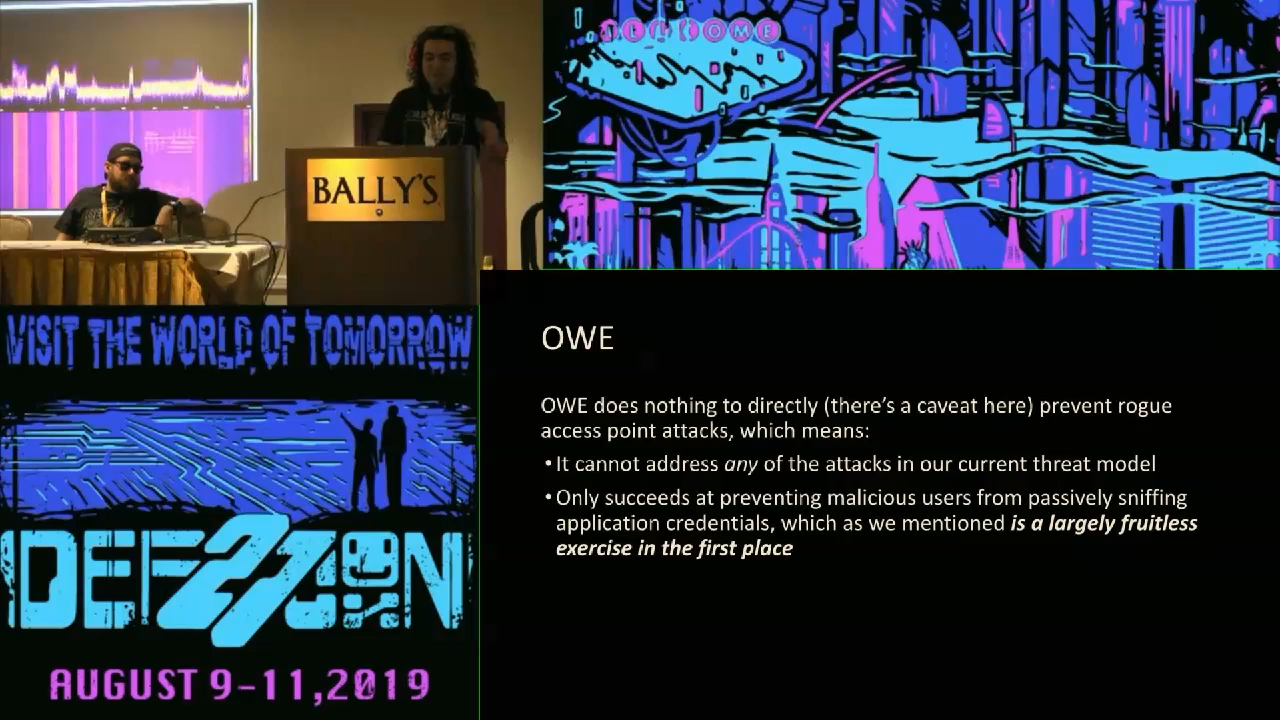 WELCOME
BALLY'S
VISIT THE WORLD OF TOMORROW
DEFCON 27
AUGUST 9-11,2019
OWE
OWE does nothing to directly (there's a caveat here) prevent rogue
access point attacks, which means:
•It cannot address any of the attacks in our current threat model
•Only succeeds at preventing malicious users from passively sniffing
application credentials, which as we mentioned is a largely fruitless
exercise in the first place